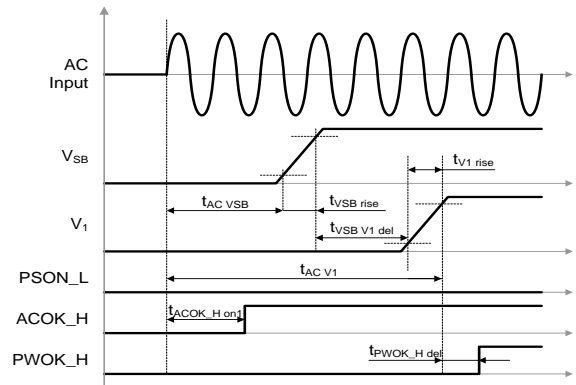 AC
Input
VSB
tV1 rise
tAC VSB
tVSB rise
V1
tVSB V1 del
tAC V1
PSON_L
ACOK_H
tACOK_H on1
PWOK_H
tPWOK_H del